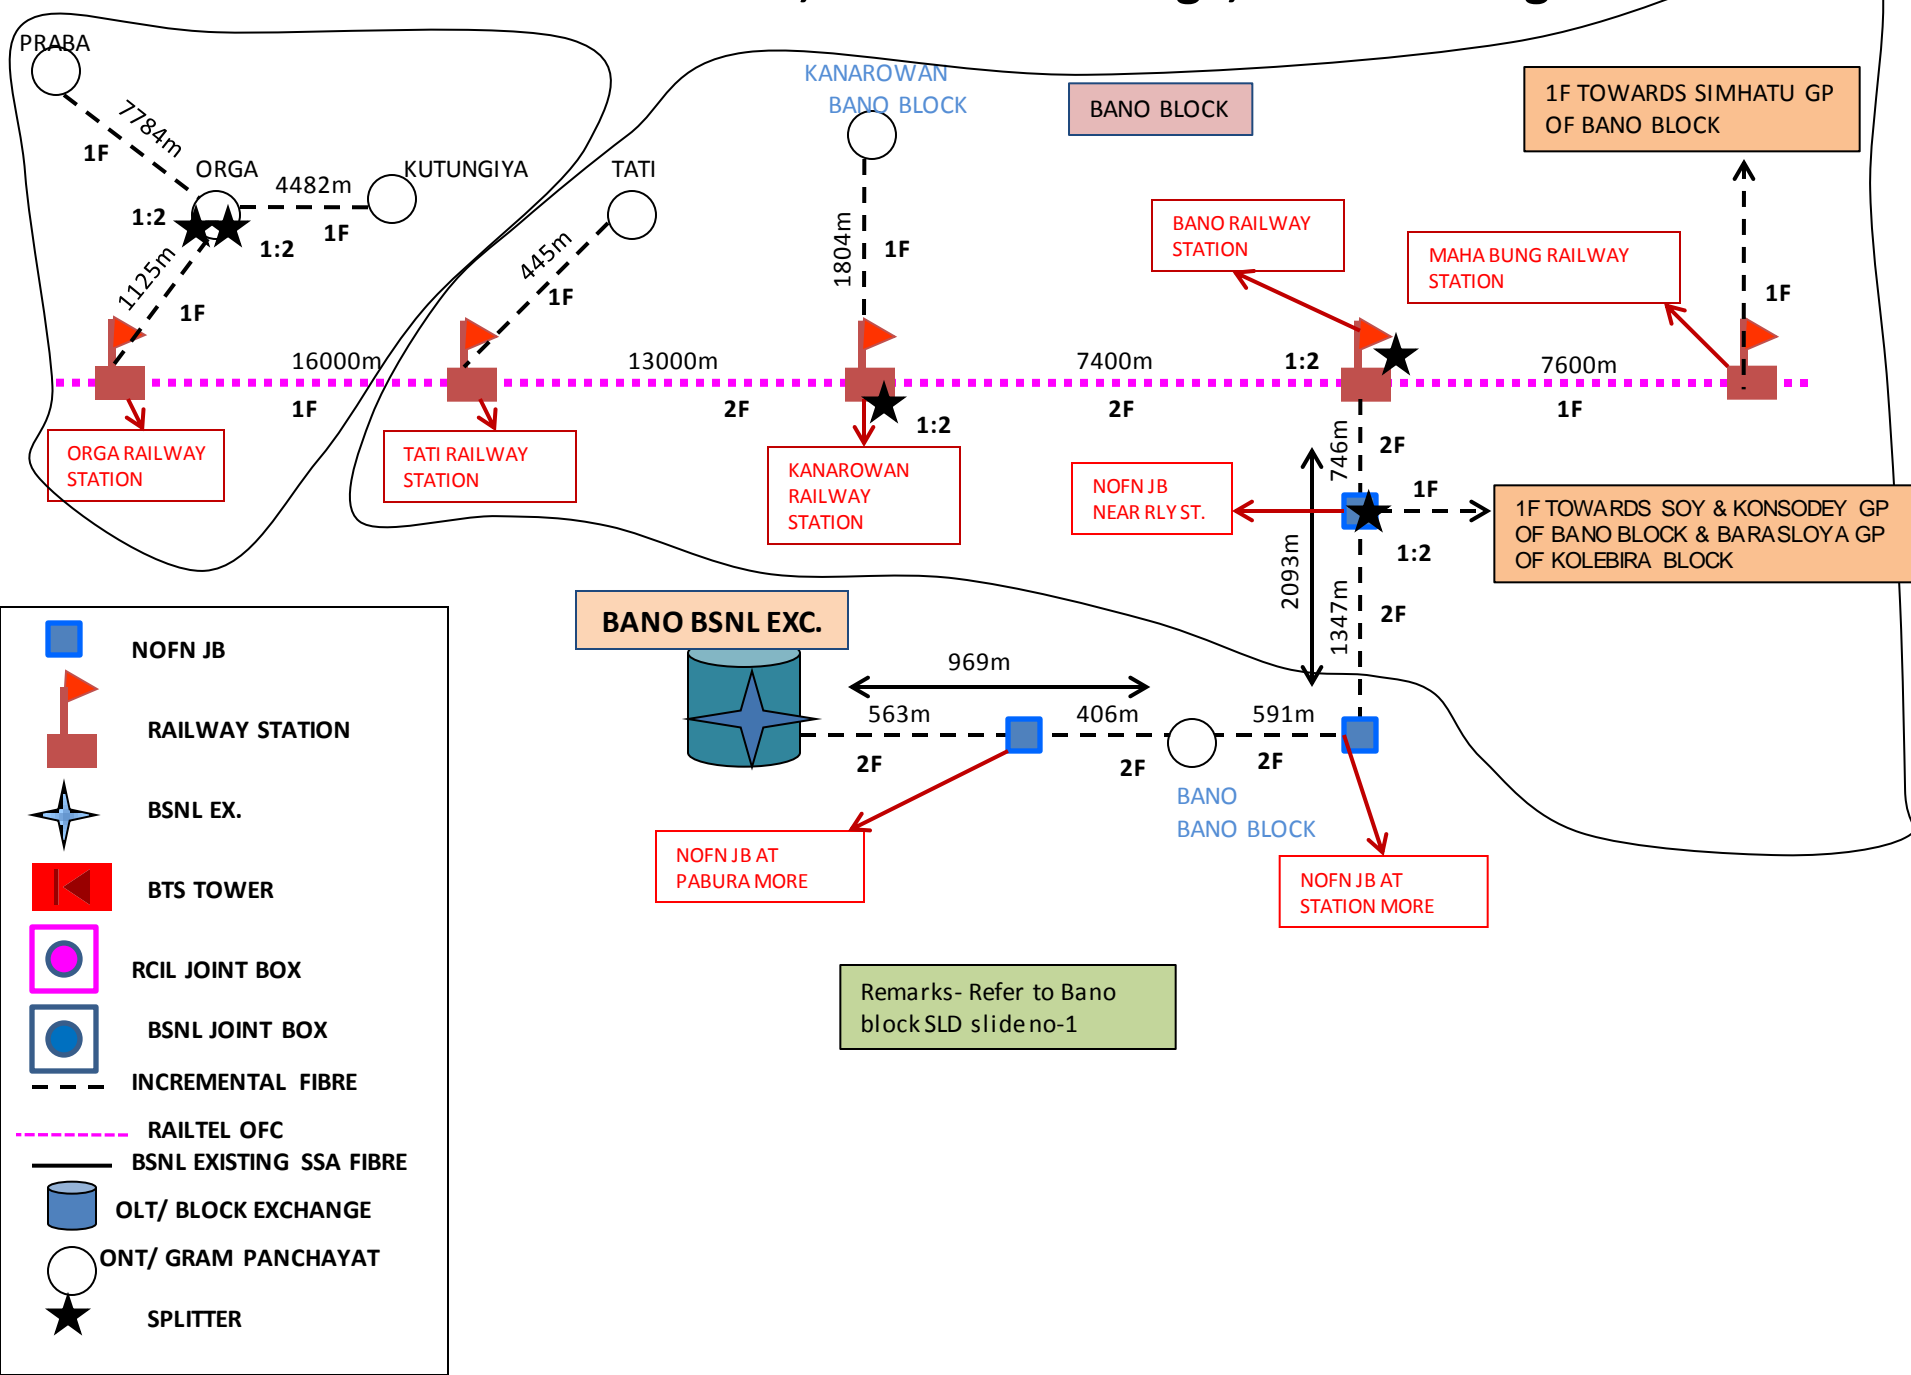 PRABA
7784m
1F
ORGA
4482m
1F
KUTUNGIYA
1:2
1:2
1125m
1F
TATI
445m
1F
KANAROWAN
BANO BLOCK
1804m
1F
BANO BLOCK
1F TOWARDS SIMHATU GP
OF BANO BLOCK
BANO RAILWAY
STATION
MAHA BUNG RAILWAY
STATION
1F
16000m
1F
13000m
2F
7400m
2F
1:2
7600m
1F
1:2
ORGA RAILWAY
STATION
TATI RAILWAY
STATION
KANAROWAN
RAILWAY
STATION
NOFN JB
NEAR RLY ST.
746m
2F
1F
1:2
2093m
1347m
2F
1F TOWARDS SOY & KONSODEY GP
OF BANO BLOCK & BARASLOYA GP
OF KOLEBIRA BLOCK
BANO BSNL EXC.
969m
563m
2F
406m
2F
591m
2F
BANO
BANO BLOCK
NOFN JB AT
PABURA MORE
NOFN JB AT
STATION MORE
Remarks- Refer to Bano
block SLD slide no-1
NOFN JB
RAILWAY STATION
BSNL EX.
BTS TOWER
RCIL JOINT BOX
BSNL JOINT BOX
INCREMENTAL FIBRE
RAILTEL OFC
BSNL EXISTING SSA FIBRE
OLT/ BLOCK EXCHANGE
ONT/ GRAM PANCHAYAT
SPLITTER